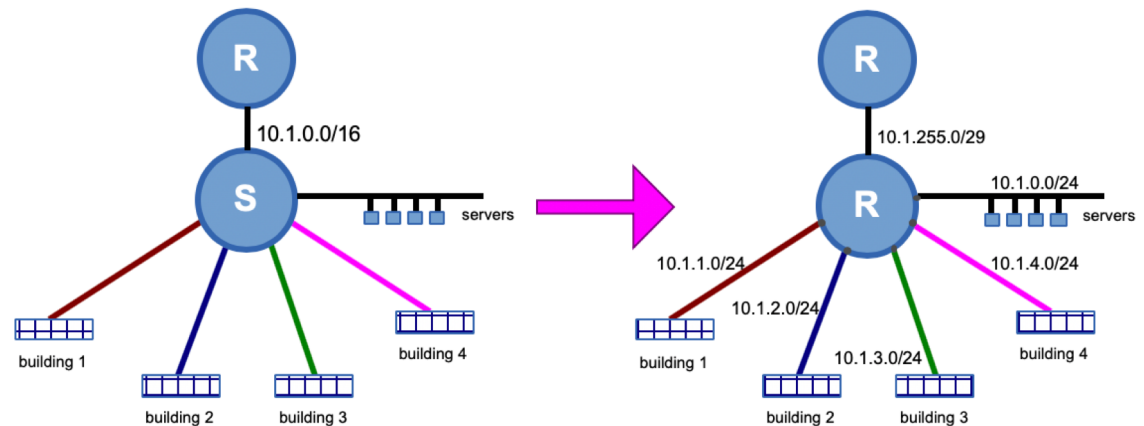 R
10.1.0.0/16
S
servers
building 1
building 2
building 3
building 4
R
10.1.255.0/29
R
10.1.0.0/24
servers
10.1.1.0/24
10.1.2.0/24
10.1.3.0/24
10.1.4.0/24
building 1
building 2
building 3
building 4